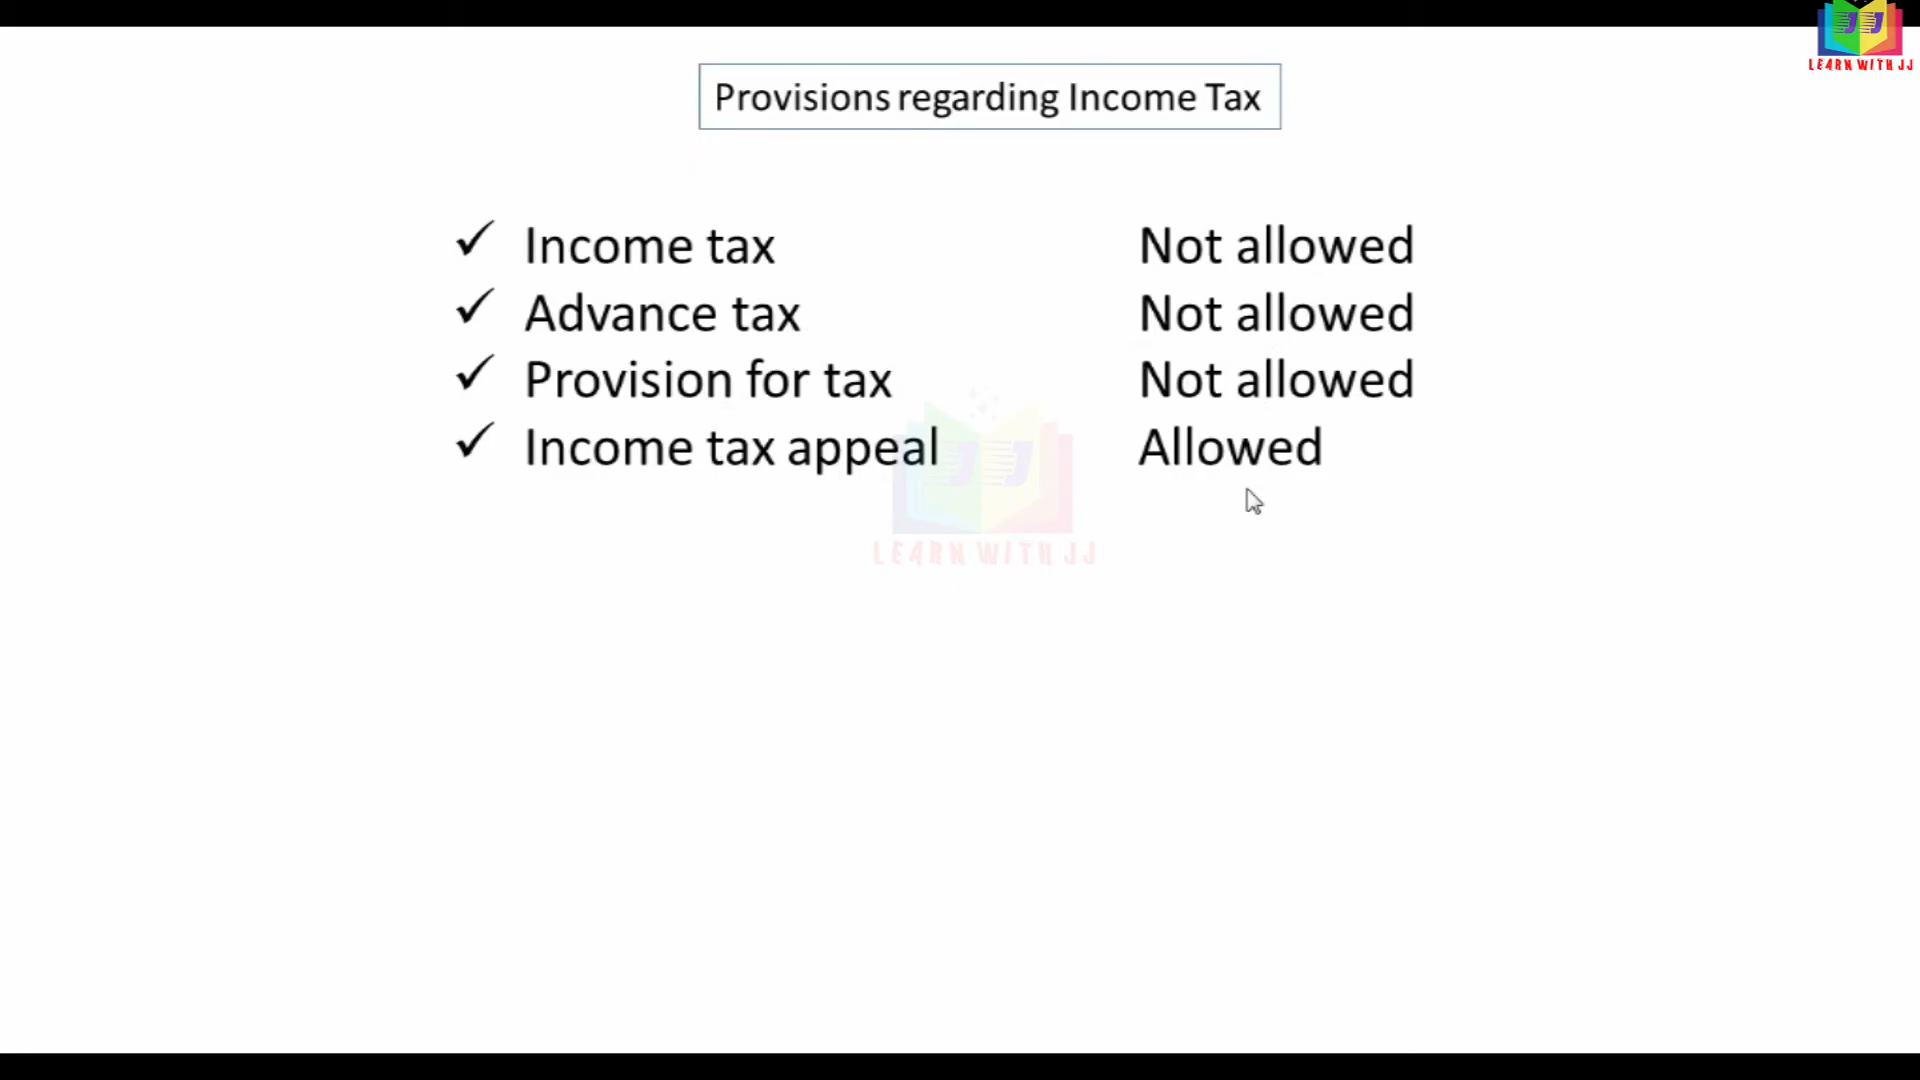 LEARN WITH JJ
Provisions regarding Income Tax
✓ Income tax Not allowed
✓ Advance tax Not allowed
✓ Provision for tax Not allowed
✓ Income tax appeal Allowed
JJ
LEARN WITH JJ